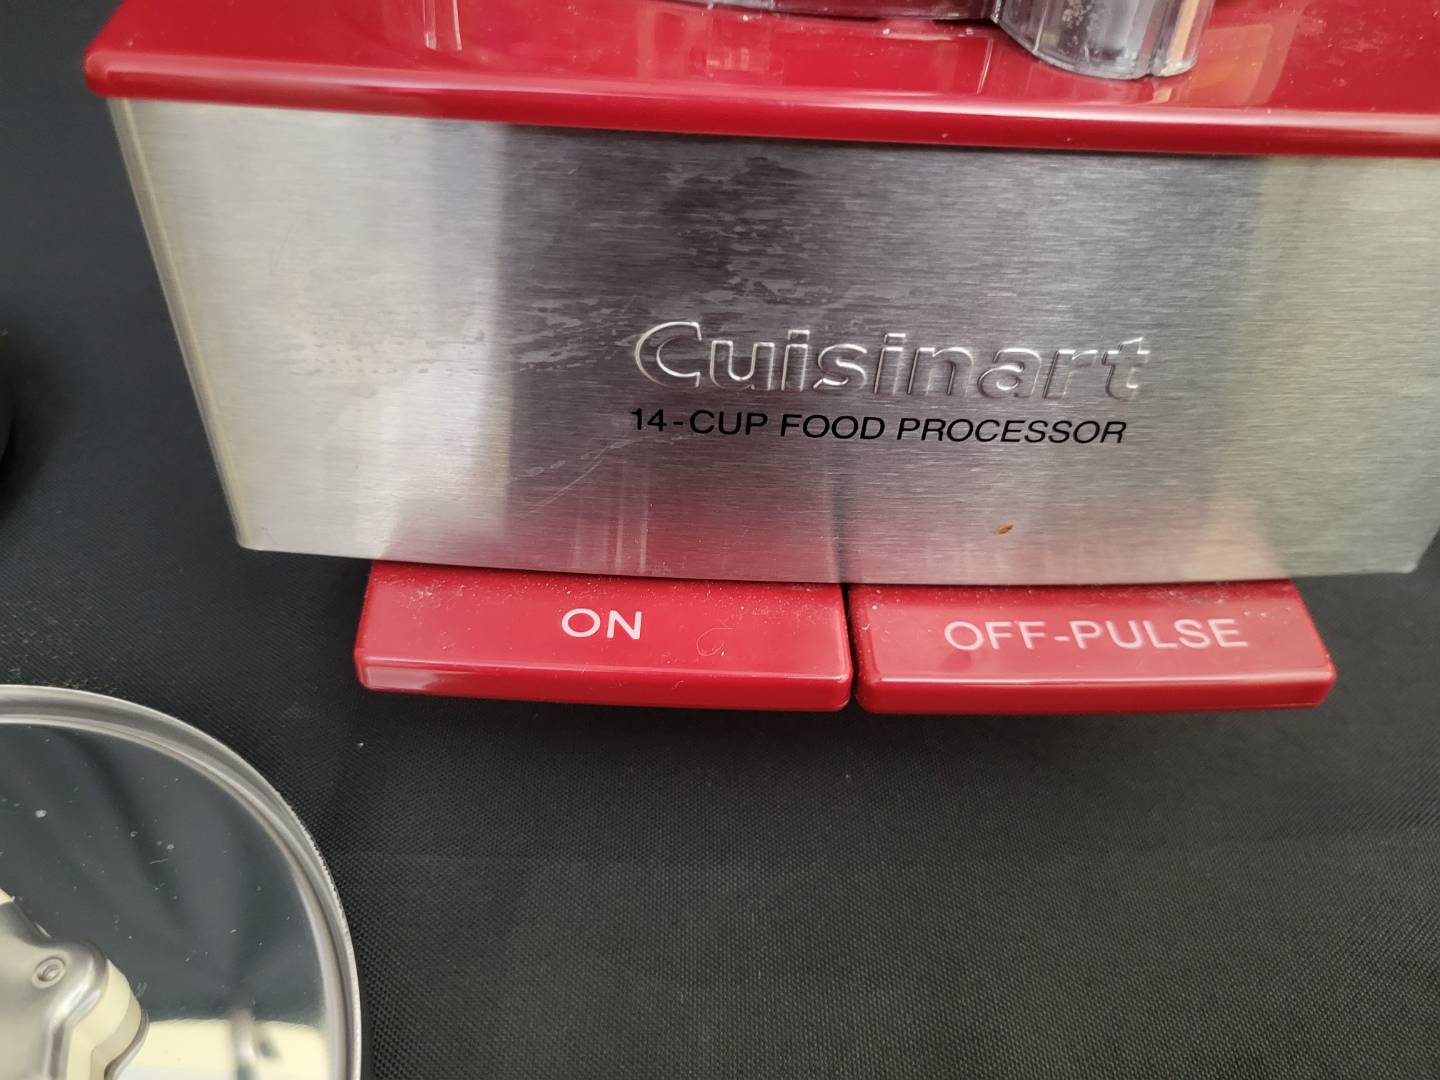 Cuisinart
14-CUP FOOD PROCESSOR
ON
OFF-PULSE